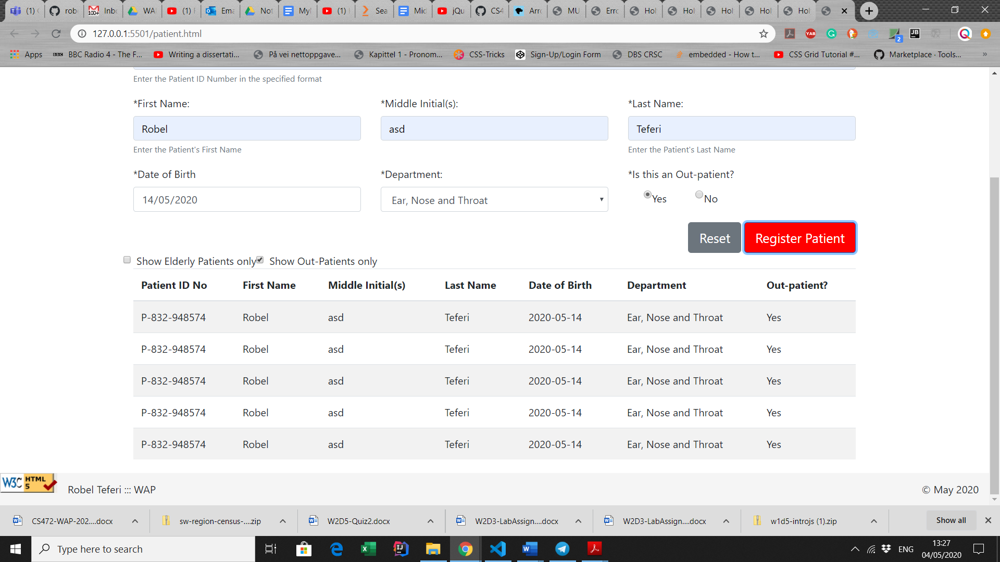 (1)
robe
100+
Inbo
WA
(1)
Ema
Not
Myl
(1)
Sea
Mid
jQu
CS4
Arro
MU
Erro
Hol
Hol
Hol
Hol
Hol
127.0.0.1:5501/patient.html
YAB
2
JB
Apps
BBC
BBC Radio 4 - The F...
Writing a dissertati...
På vei nettoppgave...
Kapittel 1 - Pronom...
CSS-Tricks
Sign-Up/Login Form
DBS CRSC
embedded - How t...
CSS Grid Tutorial #...
Marketplace · Tools...
»
Enter the Patient ID Number in the specified format
*First Name: *Middle Initial(s): *Last Name:
Robel asd Teferi
Enter the Patient's First Name Enter the Patient's Last Name
*Date of Birth *Department: *Is this an Out-patient?
14/05/2020 Ear, Nose and Throat Yes No
Reset Register Patient
Show Elderly Patients only Show Out-Patients only
Patient ID No First Name Middle Initial(s) Last Name Date of Birth Department Out-patient?
P-832-948574 Robel asd Teferi 2020-05-14 Ear, Nose and Throat Yes
P-832-948574 Robel asd Teferi 2020-05-14 Ear, Nose and Throat Yes
P-832-948574 Robel asd Teferi 2020-05-14 Ear, Nose and Throat Yes
P-832-948574 Robel asd Teferi 2020-05-14 Ear, Nose and Throat Yes
P-832-948574 Robel asd Teferi 2020-05-14 Ear, Nose and Throat Yes
W3C HTML 5
Robel Teferi ::: WAP © May 2020
CS472-WAP-202....docx sw-region-census-....zip W2D5-Quiz2.docx W2D3-LabAssign....docx W2D3-LabAssign....docx w1d5-introjs (1).zip Show all
Type here to search
ENG
13:27
04/05/2020